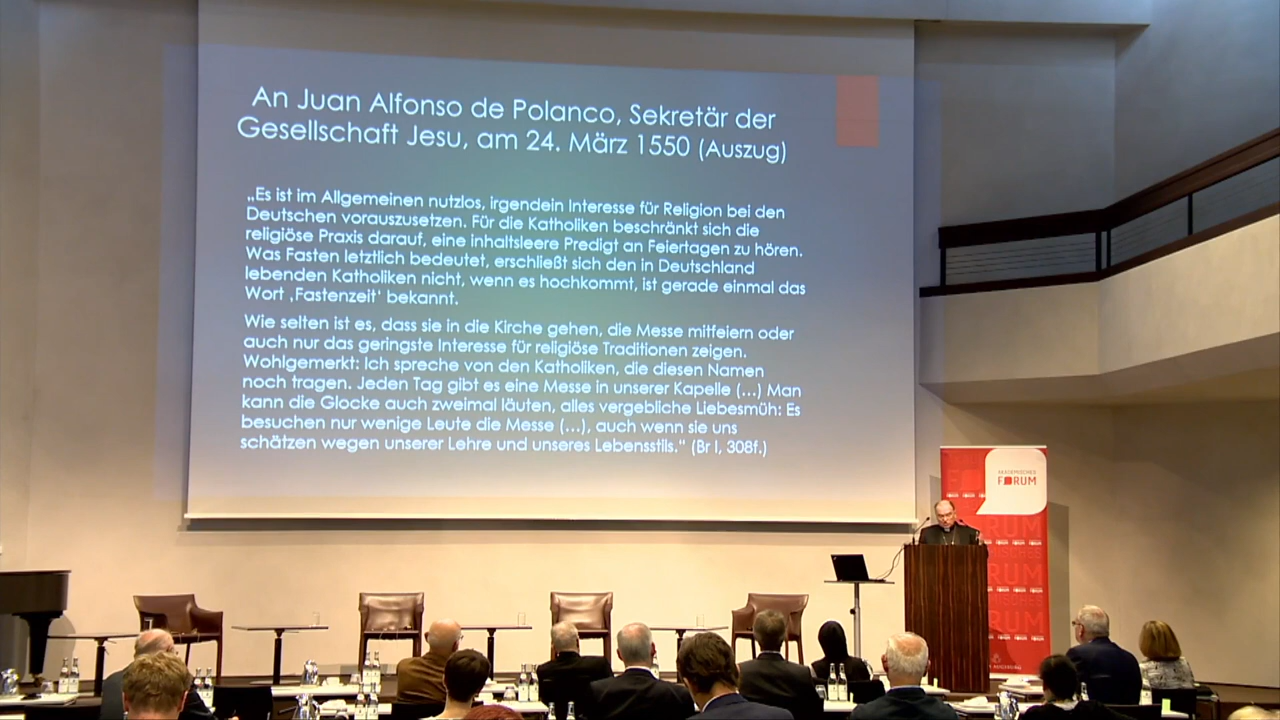 An Juan Alfonso de Polanco, Sekretär der
Gesellschaft Jesu, am 24. März 1550 (Auszug)
„Es ist im Allgemeinen nutzlos, irgendein Interesse für Religion bei den
Deutschen vorauszusetzen. Für die Katholiken beschränkt sich die
religiöse Praxis darauf, eine inhaltsleere Predigt an Feiertagen zu hören.
Was Fasten letztlich bedeutet, erschließt sich den in Deutschland
lebenden Katholiken nicht, wenn es hochkommt, ist gerade einmal das
Wort ‚Fastenzeit‘ bekannt.
Wie selten ist es, dass sie in die Kirche gehen, die Messe mitfeiern oder
auch nur das geringste Interesse für religiöse Traditionen zeigen.
Wohlgemerkt: Ich spreche von den Katholiken, die diesen Namen
noch tragen. Jeden Tag gibt es eine Messe in unserer Kapelle (…) Man
kann die Glocke auch zweimal läuten, alles vergebliche Liebesmüh: Es
besuchen nur wenige Leute die Messe (…), auch wenn sie uns
schätzen wegen unserer Lehre und unseres Lebensstils.“ (Br I, 308f.)
AKADEMISCHES
FORUM